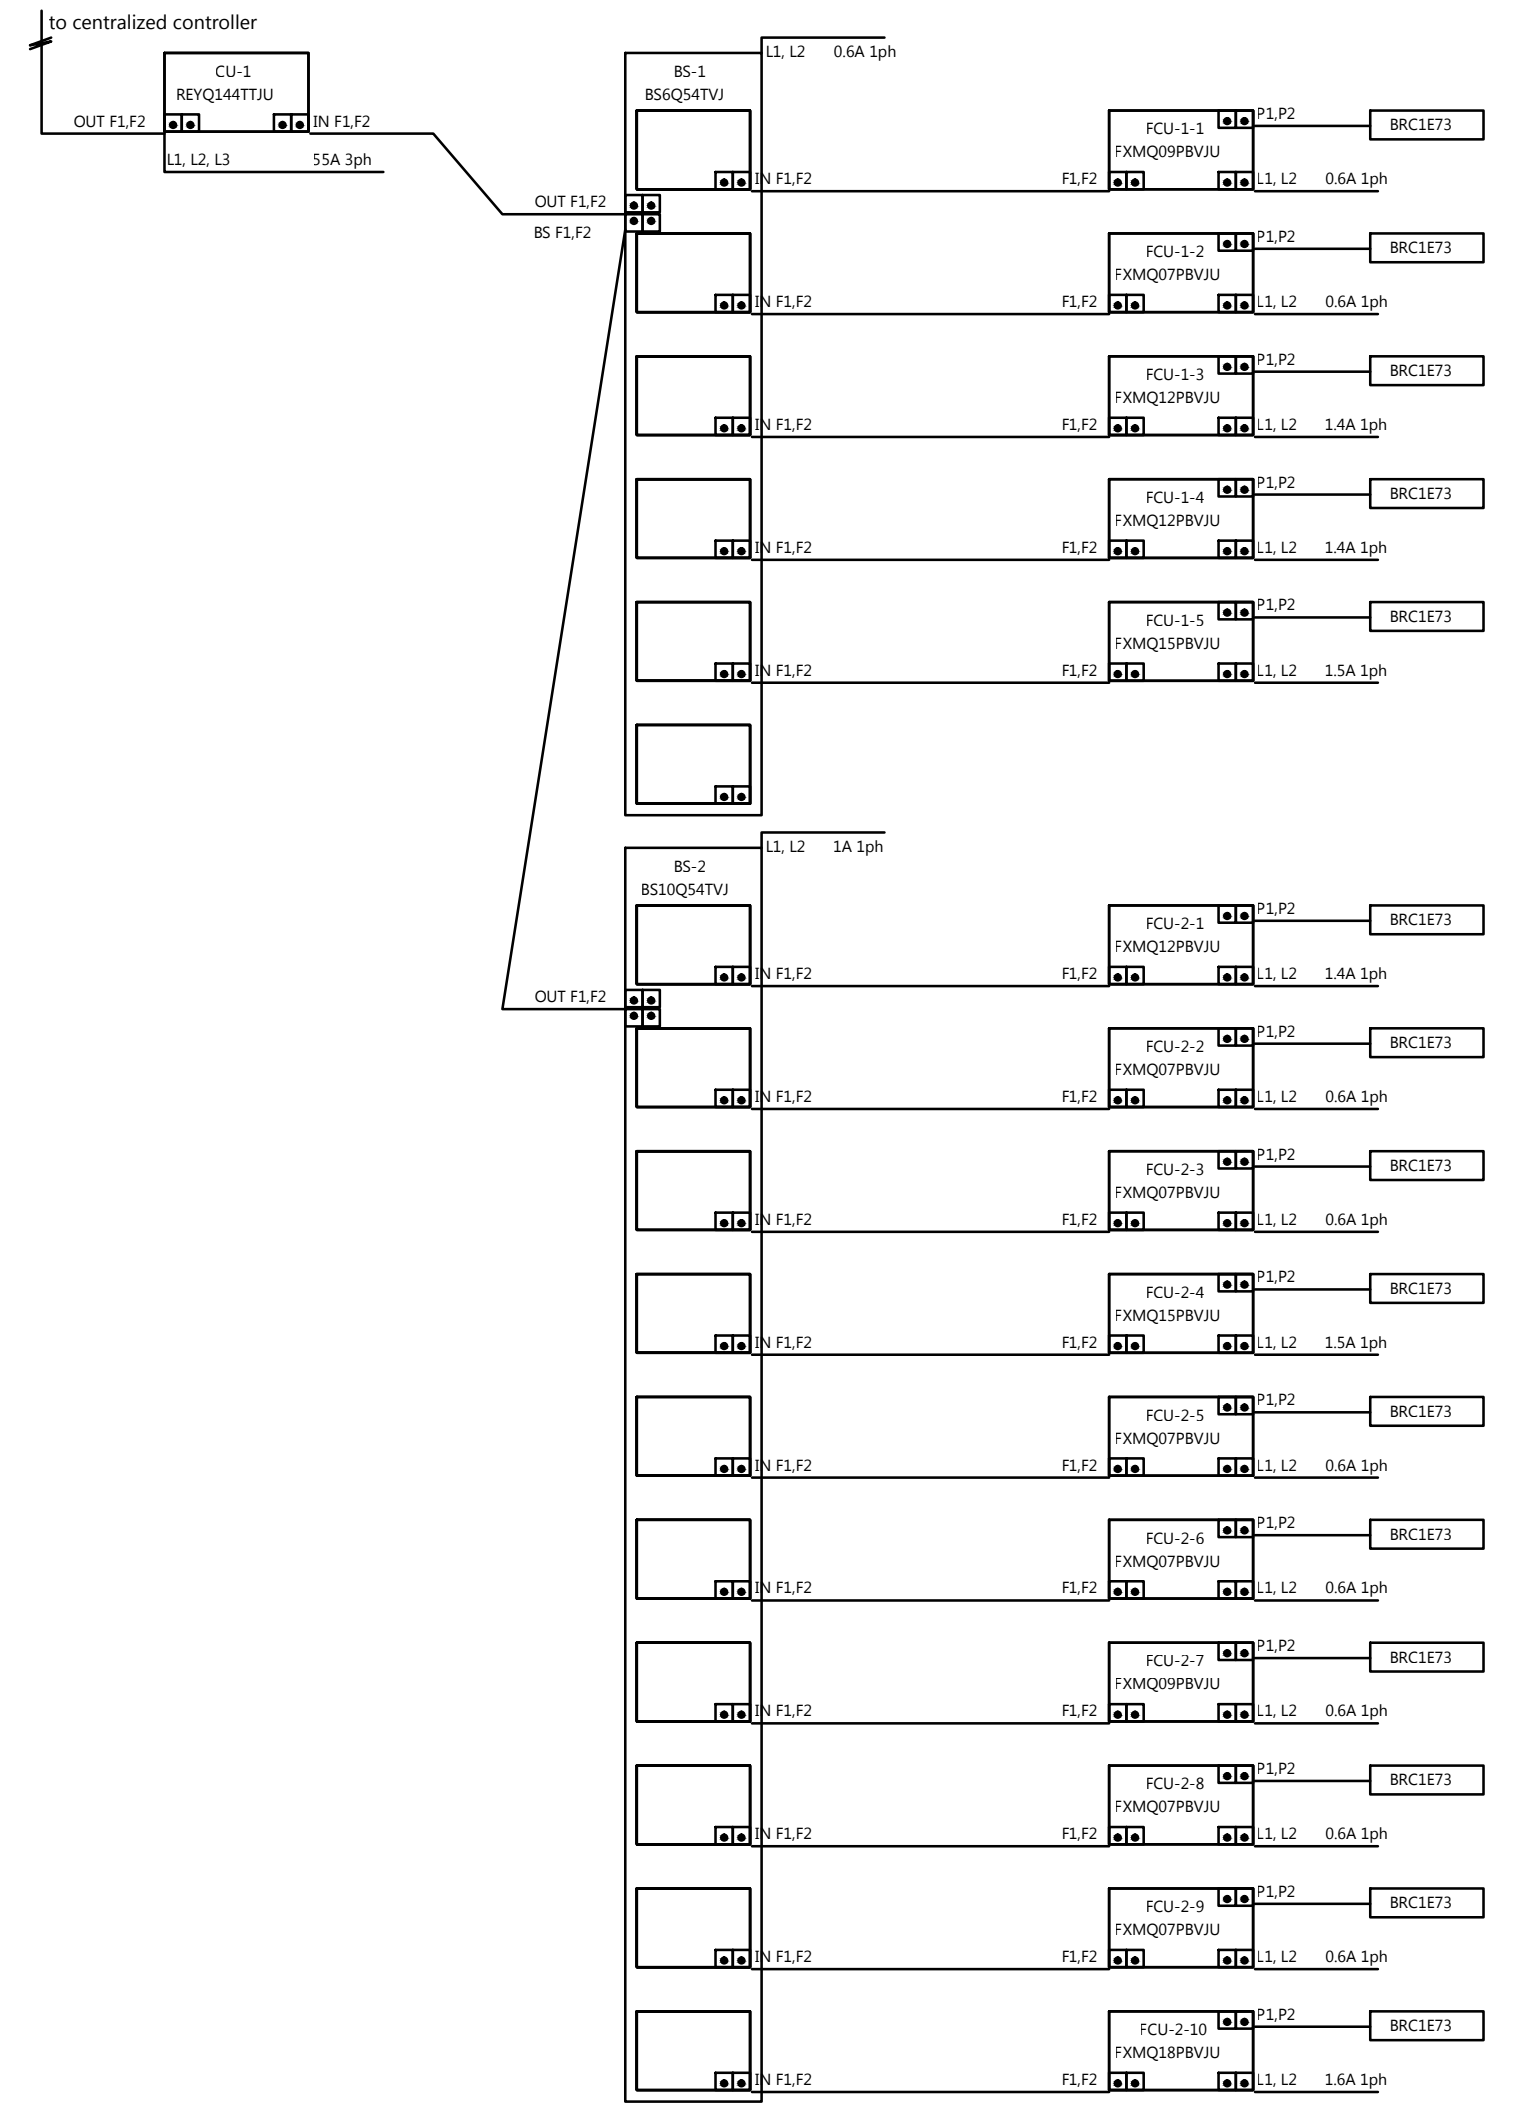 to centralized controller
CU-1
REYQ144TTJU
OUT F1,F2
IN F1,F2
L1, L2, L3 55A 3ph
L1, L2 0.6A 1ph
BS-1
BS6Q54TVJ
OUT F1,F2
BS F1,F2
P1,P2
BRC1E73
FCU-1-1
FXMQ09PBVJU
IN F1,F2
F1,F2
L1, L2 0.6A 1ph
P1,P2
BRC1E73
FCU-1-2
FXMQ07PBVJU
IN F1,F2
F1,F2
L1, L2 0.6A 1ph
P1,P2
BRC1E73
FCU-1-3
FXMQ12PBVJU
IN F1,F2
F1,F2
L1, L2 1.4A 1ph
P1,P2
BRC1E73
FCU-1-4
FXMQ12PBVJU
IN F1,F2
F1,F2
L1, L2 1.4A 1ph
P1,P2
BRC1E73
FCU-1-5
FXMQ15PBVJU
IN F1,F2
F1,F2
L1, L2 1.5A 1ph
L1, L2 1A 1ph
BS-2
BS10Q54TVJ
OUT F1,F2
P1,P2
BRC1E73
FCU-2-1
FXMQ12PBVJU
IN F1,F2
F1,F2
L1, L2 1.4A 1ph
P1,P2
BRC1E73
FCU-2-2
FXMQ07PBVJU
IN F1,F2
F1,F2
L1, L2 0.6A 1ph
P1,P2
BRC1E73
FCU-2-3
FXMQ07PBVJU
IN F1,F2
F1,F2
L1, L2 0.6A 1ph
P1,P2
BRC1E73
FCU-2-4
FXMQ15PBVJU
IN F1,F2
F1,F2
L1, L2 1.5A 1ph
P1,P2
BRC1E73
FCU-2-5
FXMQ07PBVJU
IN F1,F2
F1,F2
L1, L2 0.6A 1ph
P1,P2
BRC1E73
FCU-2-6
FXMQ07PBVJU
IN F1,F2
F1,F2
L1, L2 0.6A 1ph
P1,P2
BRC1E73
FCU-2-7
FXMQ09PBVJU
IN F1,F2
F1,F2
L1, L2 0.6A 1ph
P1,P2
BRC1E73
FCU-2-8
FXMQ07PBVJU
IN F1,F2
F1,F2
L1, L2 0.6A 1ph
P1,P2
BRC1E73
FCU-2-9
FXMQ07PBVJU
IN F1,F2
F1,F2
L1, L2 0.6A 1ph
P1,P2
BRC1E73
FCU-2-10
FXMQ18PBVJU
IN F1,F2
F1,F2
L1, L2 1.6A 1ph